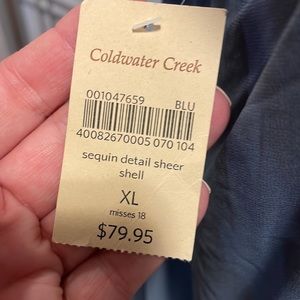 Coldwater Creek
001047659 BLU
40082670005 070 104
sequin detail sheer
shell
XL
misses 18
$79.95